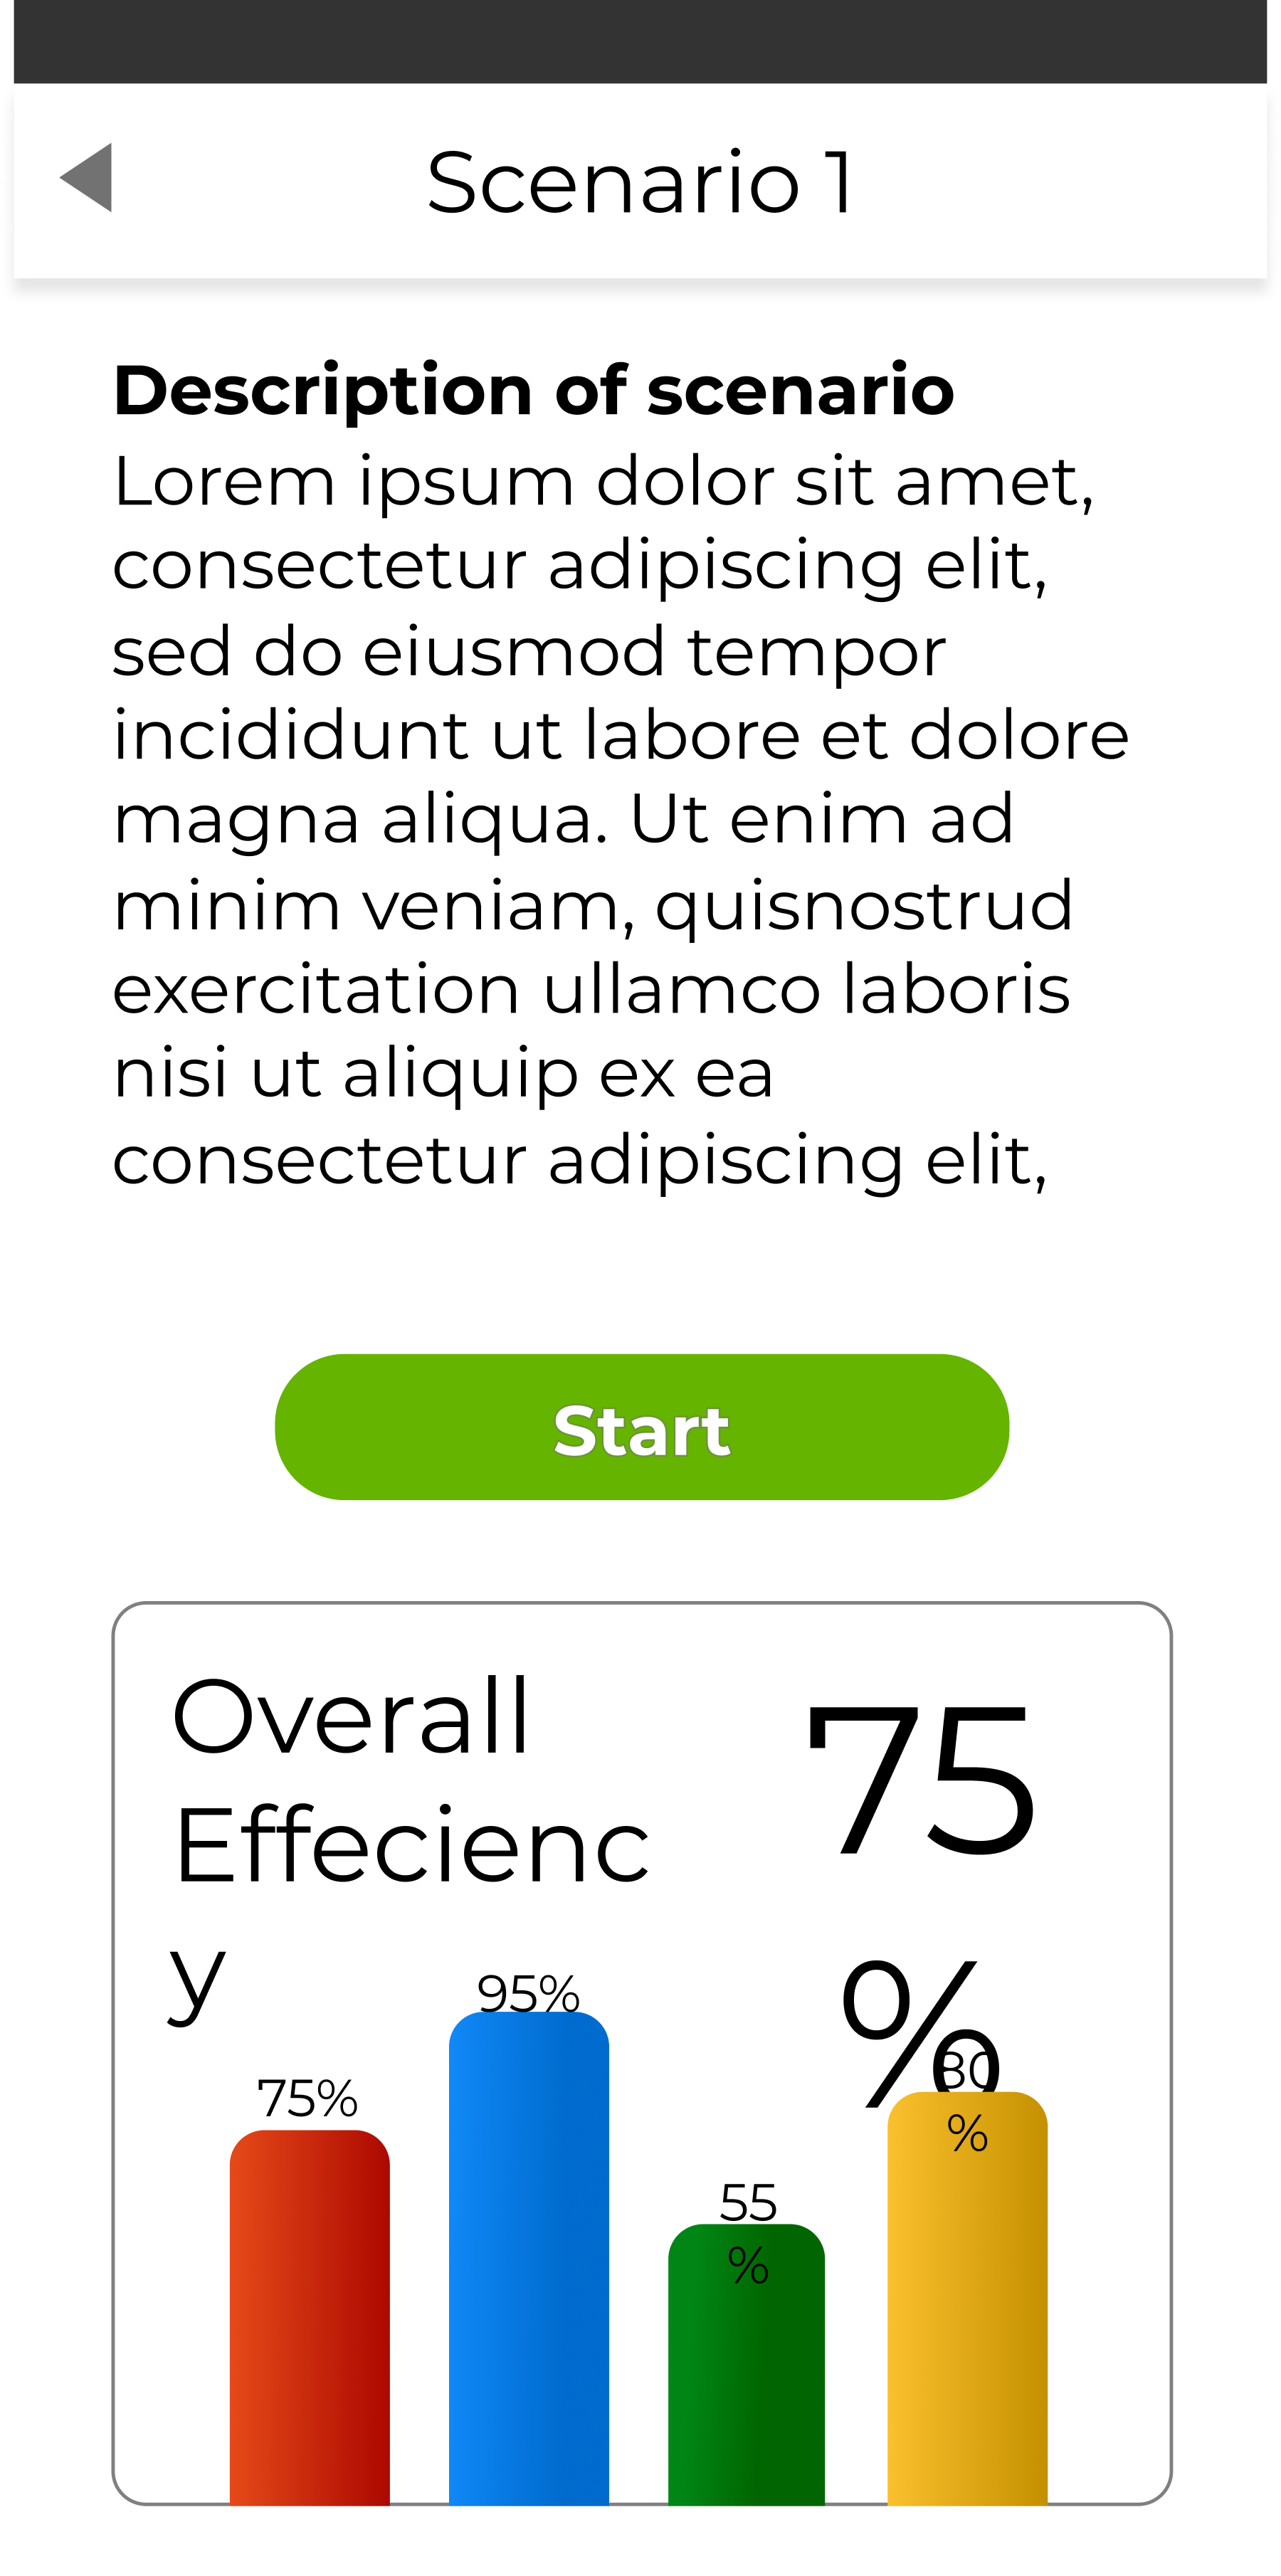 Scenario 1
Description of scenario
Lorem ipsum dolor sit amet,
consectetur adipiscing elit,
sed do eiusmod tempor
incididunt ut labore et dolore
magna aliqua. Ut enim ad
minim veniam, quisnostrud
exercitation ullamco laboris
nisi ut aliquip ex ea
consectetur adipiscing elit,
Start
Overall
Effecienc
y
75
%
75%
95%
55
%
80
%